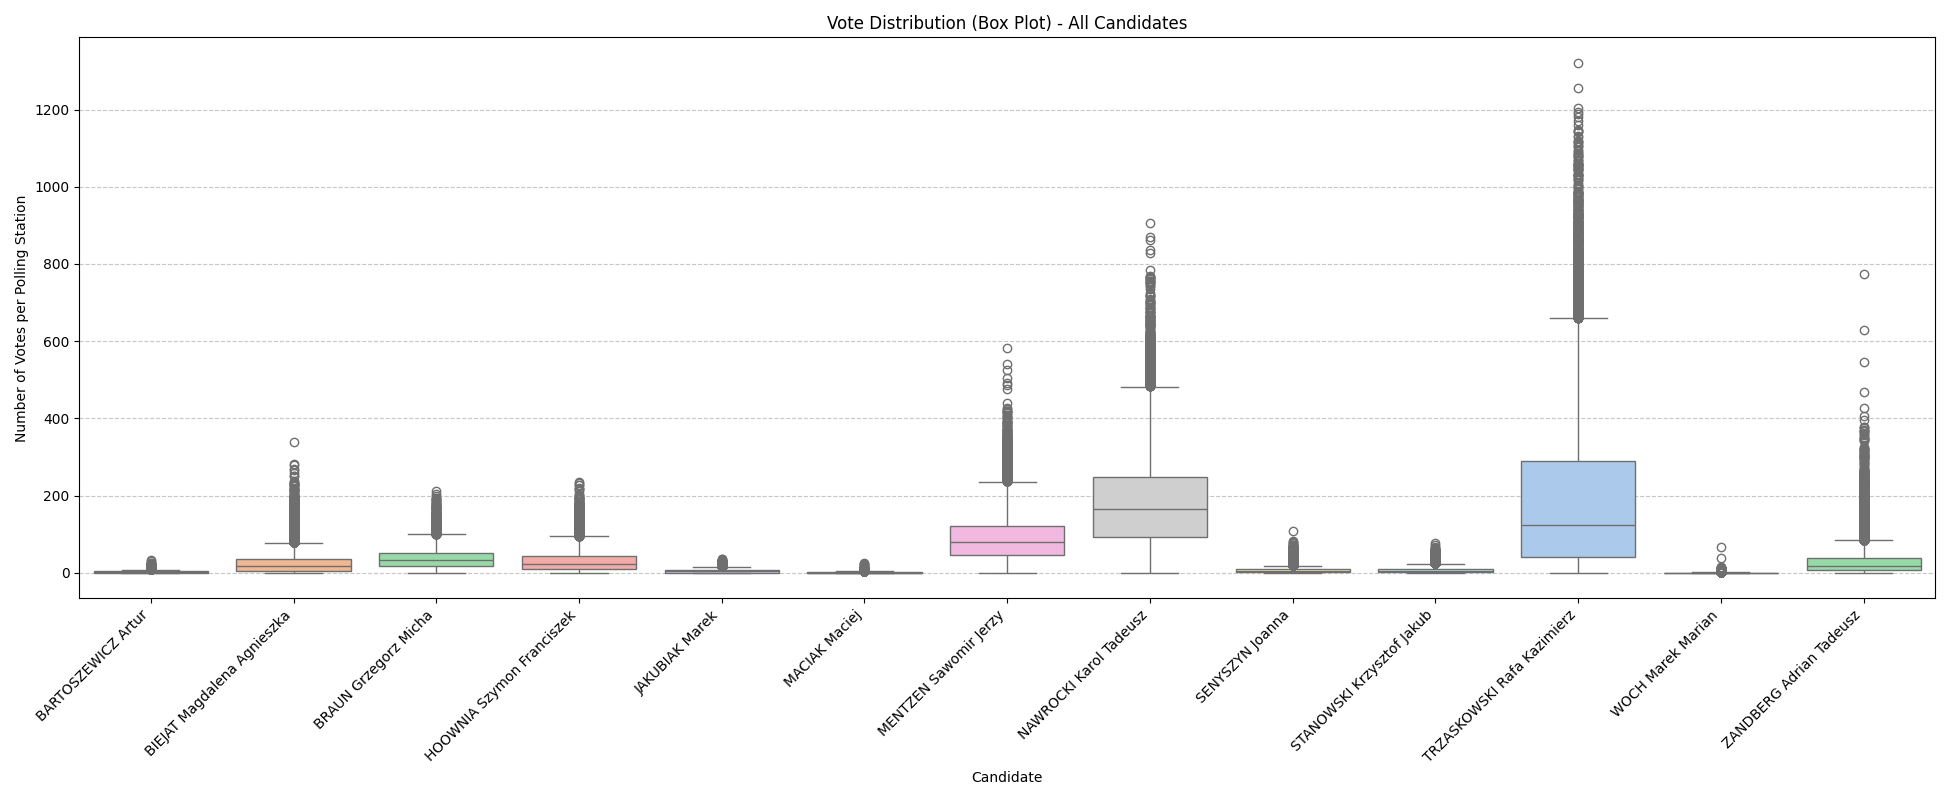 Vote Distribution (Box Plot) - All Candidates
Number of Votes per Polling Station
1200
1000
800
600
400
200
0
BARTOSZEWICZ Artur
BIEJAT Magdalena Agnieszka
BRAUN Grzegorz Micha
HOOWNIA Szymon Franciszek
JAKUBIAK Marek
MACIAK Maciej
MENTZEN Sawomir Jerzy
NAWROCKI Karol Tadeusz
SENYSZYN Joanna
STANOWSKI Krzysztof Jakub
TRZASKOWSKI Rafa Kazimierz
WOCH Marek Marian
ZANDBERG Adrian Tadeusz
Candidate